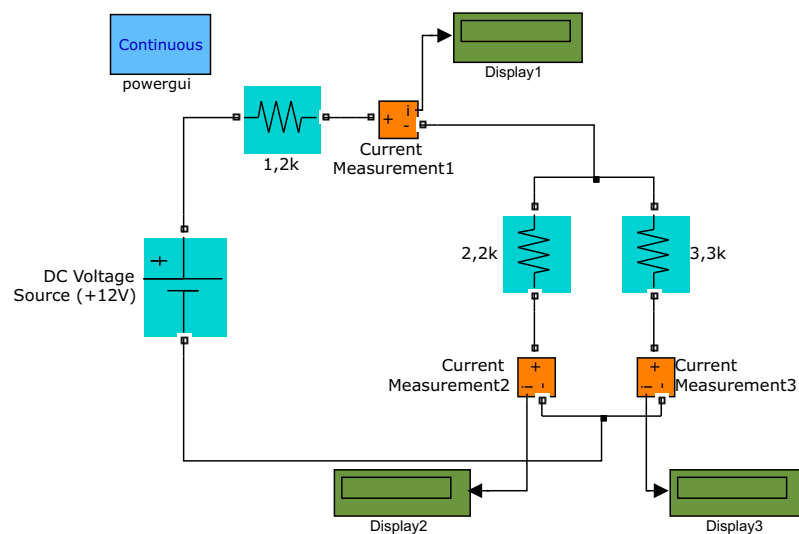 Continuous
powergui
Display1
1,2k
+
i
-
Current
Measurement1
2,2k
3,3k
+
DC Voltage
Source (+12V)
Current
Measurement2
+
i
-
Current
Measurement3
+
i
-
Display2
Display3